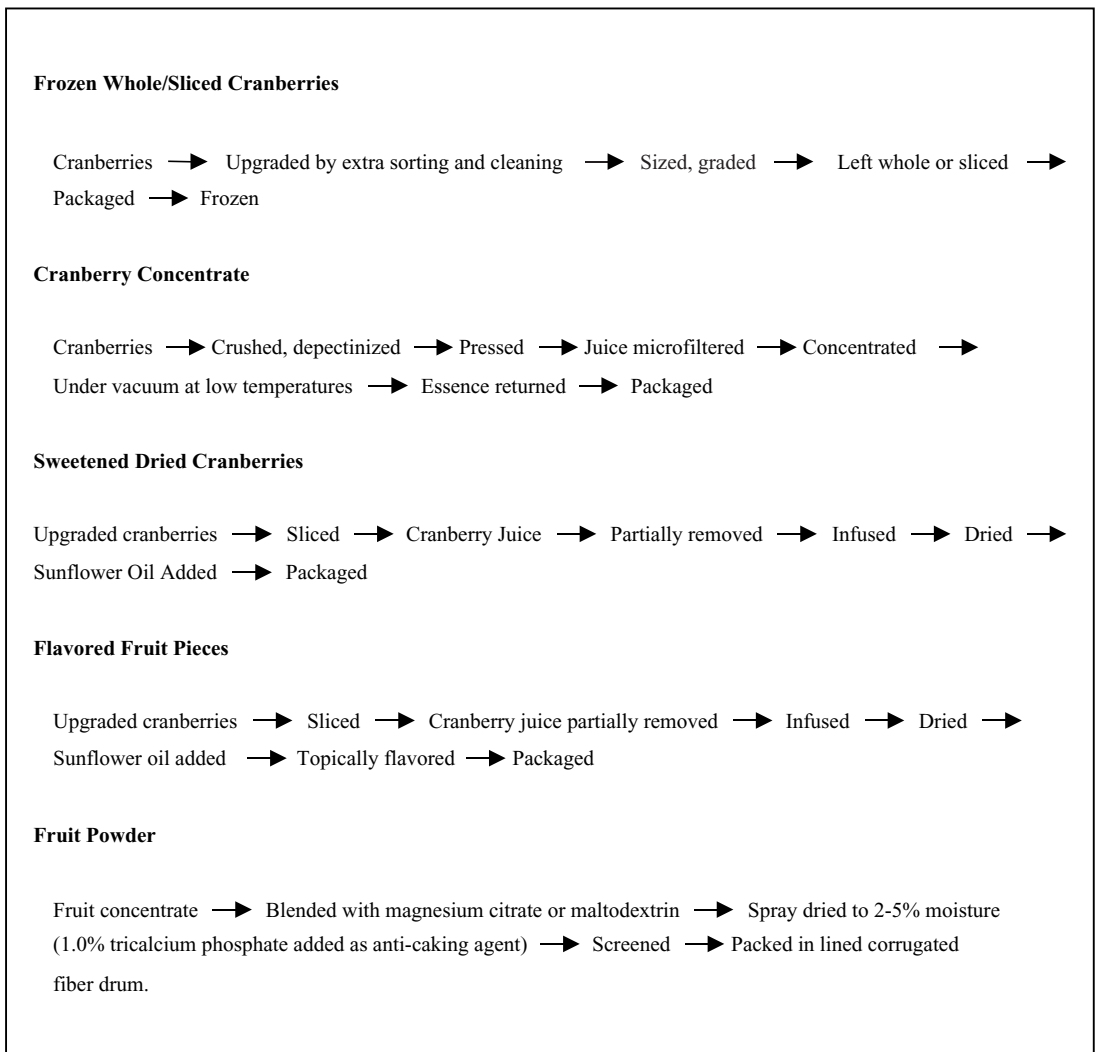 Frozen Whole/Sliced Cranberries
Cranberries → Upgraded by extra sorting and cleaning → Sized, graded → Left whole or sliced →
Packaged → Frozen
Cranberry Concentrate
Cranberries → Crushed, depectinized → Pressed → Juice microfiltered → Concentrated →
Under vacuum at low temperatures → Essence returned → Packaged
Sweetened Dried Cranberries
Upgraded cranberries → Sliced → Cranberry Juice → Partially removed → Infused → Dried →
Sunflower Oil Added → Packaged
Flavored Fruit Pieces
Upgraded cranberries → Sliced → Cranberry juice partially removed → Infused → Dried →
Sunflower oil added → Topically flavored → Packaged
Fruit Powder
Fruit concentrate → Blended with magnesium citrate or maltodextrin → Spray dried to 2-5% moisture
(1.0% tricalcium phosphate added as anti-caking agent) → Screened → Packed in lined corrugated
fiber drum.